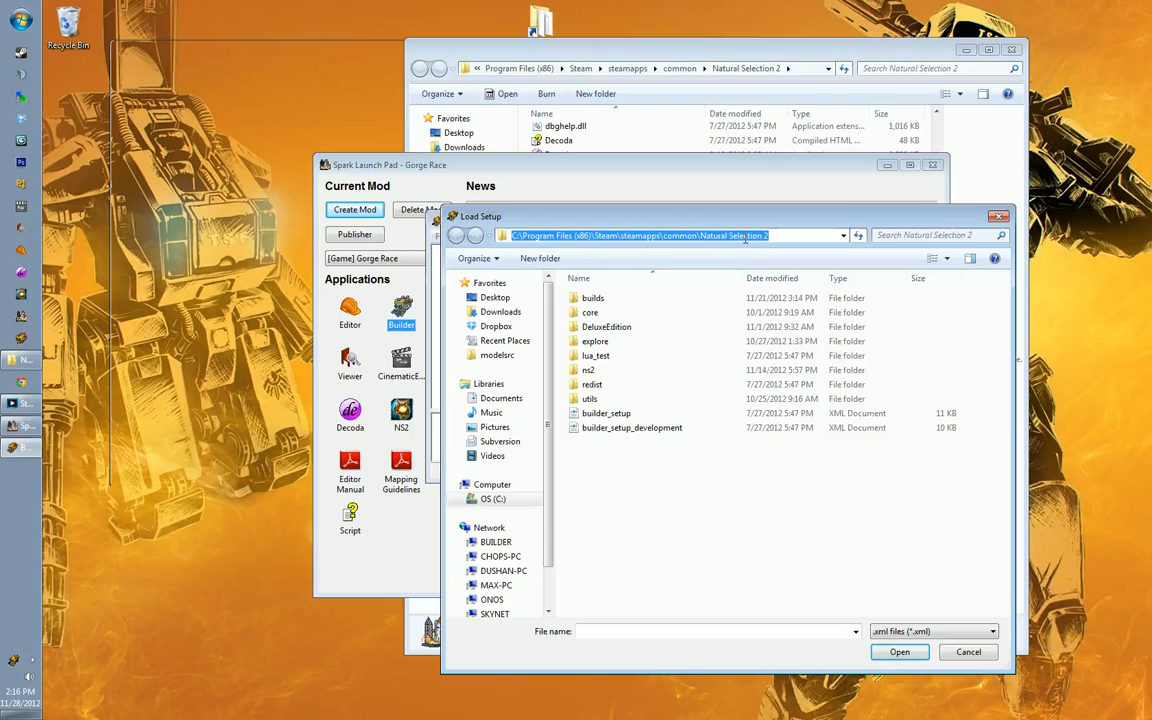 Recycle Bin
« Program Files (x86) ▸ Steam ▸ steamapps ▸ common ▸ Natural Selection 2 ▸
Search Natural Selection 2
Organize Open Burn New folder
Favorites
Desktop
Downloads
Name Date modified Type Size
dbghelp.dll 7/27/2012 5:47 PM Application extens... 1,016 KB
Decoda 7/27/2012 5:47 PM Compiled HTML ... 48 KB
Spark Launch Pad - Gorge Race
Current Mod
News
Create Mod Delete M
Publisher
[Game] Gorge Race
Applications
Editor Builder
Viewer CinematicE...
Decoda NS2
Editor Manual
Mapping Guidelines
Script
Load Setup
C:\Program Files (x86)\Steam\steamapps\common\Natural Selection 2
Search Natural Selection 2
Organize New folder
Favorites
Desktop
Downloads
Dropbox
Recent Places
modelsrc
Libraries
Documents
Music
Pictures
Subversion
Videos
Computer
OS (C:)
Network
BUILDER
CHOPS-PC
DUSHAN-PC
MAX-PC
ONOS
SKYNET
Name Date modified Type Size
builds 11/21/2012 3:14 PM File folder
core 10/1/2012 9:19 AM File folder
DeluxeEdition 11/1/2012 9:32 AM File folder
explore 10/27/2012 1:33 PM File folder
lua_test 7/27/2012 5:47 PM File folder
ns2 11/14/2012 5:57 PM File folder
redist 7/27/2012 5:47 PM File folder
utils 10/25/2012 9:16 AM File folder
builder_setup 7/27/2012 5:47 PM XML Document 11 KB
builder_setup_development 7/27/2012 5:47 PM XML Document 10 KB
File name:
.xml files (*.xml)
Open Cancel
N...
St...
Sp...
B...
2:16 PM
11/28/2012